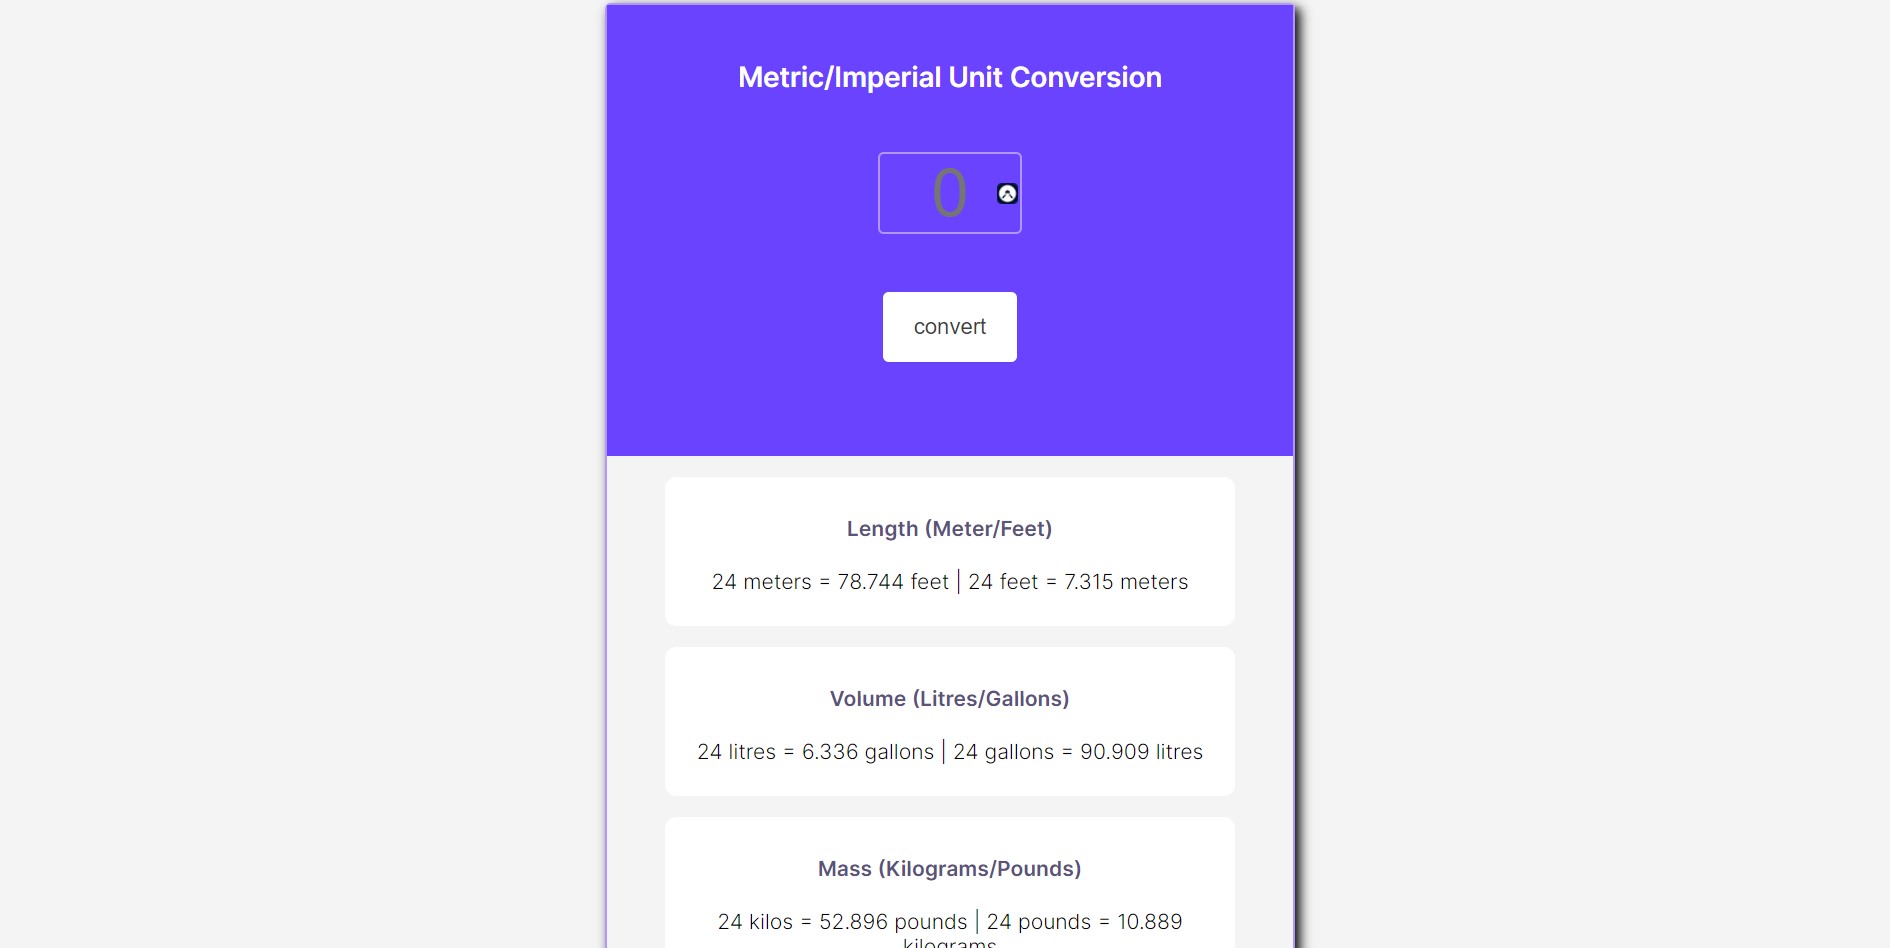 Metric/Imperial Unit Conversion
0
convert
Length (Meter/Feet)
24 meters = 78.744 feet | 24 feet = 7.315 meters
Volume (Litres/Gallons)
24 litres = 6.336 gallons | 24 gallons = 90.909 litres
Mass (Kilograms/Pounds)
24 kilos = 52.896 pounds | 24 pounds = 10.889
kilograms